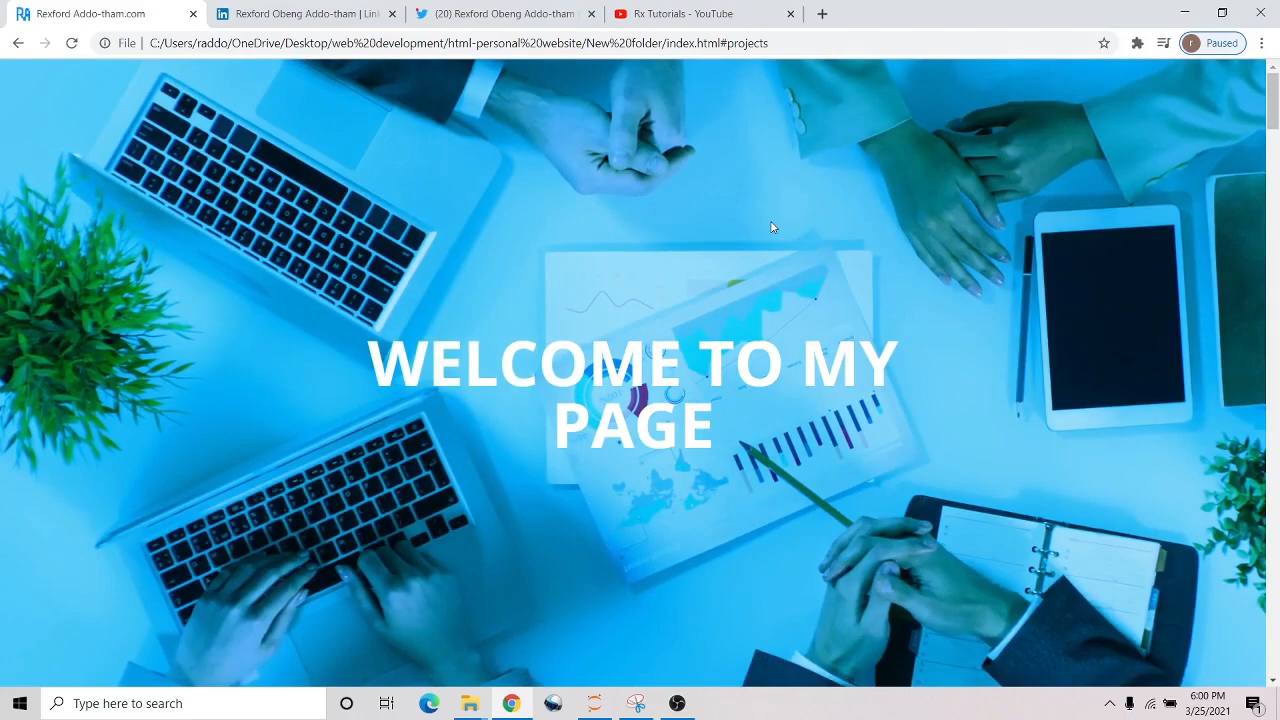 Rexford Addo-tham.com
Rexford Obeng Addo-tham | Link
(20) Rexford Obeng Addo-tham
Rx Tutorials - YouTube
File
C:/Users/raddo/OneDrive/Desktop/web%20development/html-personal%20website/New%20folder/index.html#projects
r
Paused
WELCOME TO MY
PAGE
Type here to search
6:00 PM
3/25/2021
1